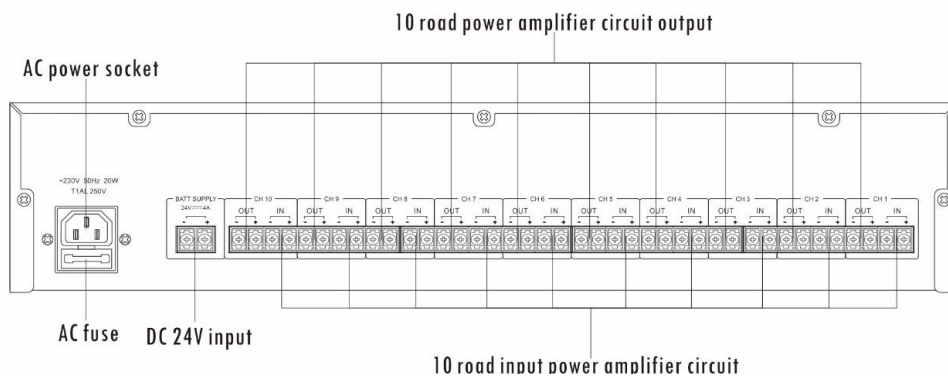 10 road power amplifier circuit output
AC power socket
~230V 50Hz 20W
T1AL 250V
BATT SUPPLY
24V⎓4A
- +
CH 10 CH 9 CH 8 CH 7 CH 6 CH 5 CH 4 CH 3 CH 2 CH 1
OUT IN OUT IN OUT IN OUT IN OUT IN OUT IN OUT IN OUT IN OUT IN OUT IN
- + - + - + - + - + - + - + - + - + - + - + - + - + - + - + - + - + - + - + - +
AC fuse
DC 24V input
10 road input power amplifier circuit